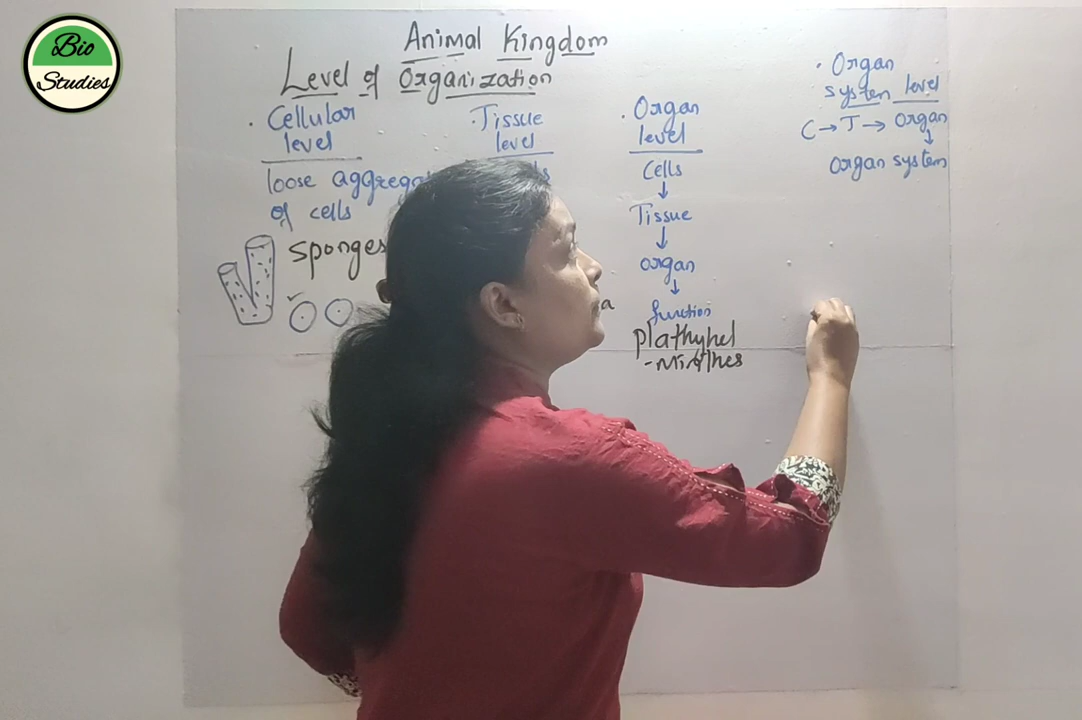 Bio
Studies
Animal Kingdom
Level of Organization
. Cellular
level
loose aggrega
of cells
Sponges
. Tissue
level
. Organ
level
Cells
↓
Tissue
↓
Organ
↓
function
plathyhel
-minthes
. Organ
system level
C → T → Organ
↓
Organ system